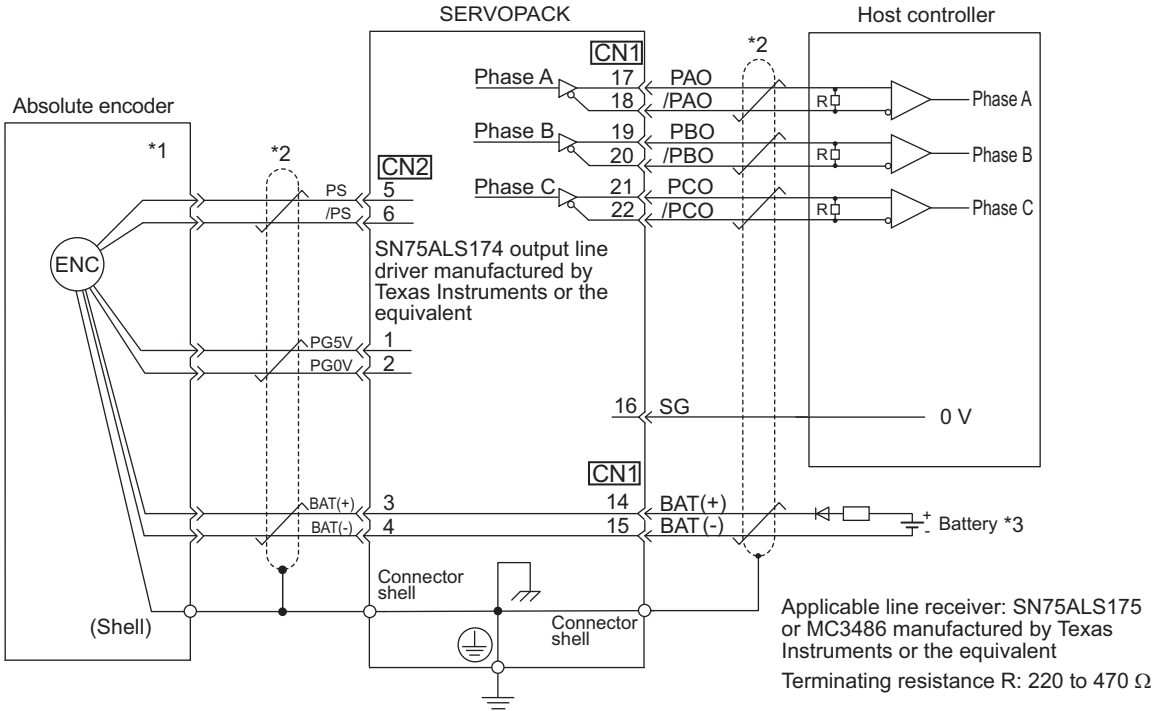 SERVOPACK
Host controller
Absolute encoder
*1
*2
CN2
PS
5
/PS
6
ENC
SN75ALS174 output line
driver manufactured by
Texas Instruments or the
equivalent
PG5V
1
PG0V
2
BAT(+)
3
BAT(-)
4
(Shell)
Connector
shell
CN1
*2
Phase A
17
PAO
18
/PAO
R
Phase A
Phase B
19
PBO
20
/PBO
R
Phase B
Phase C
21
PCO
22
/PCO
R
Phase C
16
SG
0 V
CN1
14
BAT(+)
15
BAT(-)
+
-
Battery *3
Connector
shell
Applicable line receiver: SN75ALS175
or MC3486 manufactured by Texas
Instruments or the equivalent
Terminating resistance R: 220 to 470 Ω